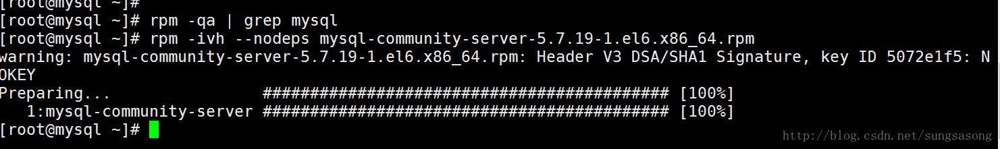 [root@mysql ~]#
[root@mysql ~]# rpm -qa | grep mysql
[root@mysql ~]# rpm -ivh --nodeps mysql-community-server-5.7.19-1.el6.x86_64.rpm
warning: mysql-community-server-5.7.19-1.el6.x86_64.rpm: Header V3 DSA/SHA1 Signature, key ID 5072e1f5: N
OKEY
Preparing... ########################################### [100%]
1:mysql-community-server ########################################### [100%]
[root@mysql ~]#
http://blog.csdn.net/sungsasong